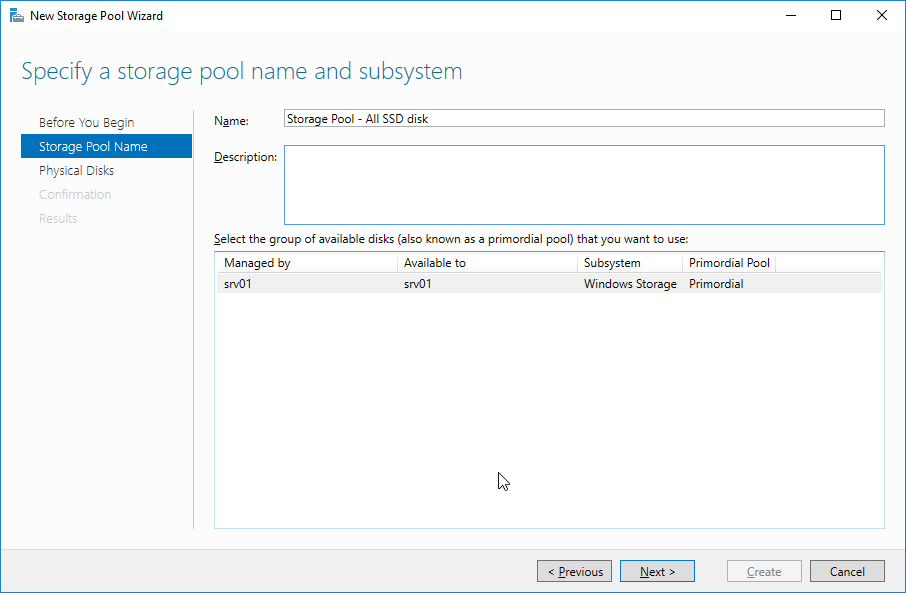 New Storage Pool Wizard
Specify a storage pool name and subsystem
Before You Begin
Storage Pool Name
Physical Disks
Confirmation
Results
Name: Storage Pool - All SSD disk
Description:
Select the group of available disks (also known as a primordial pool) that you want to use:
Managed by Available to Subsystem Primordial Pool
srv01 srv01 Windows Storage Primordial
< Previous Next > Create Cancel